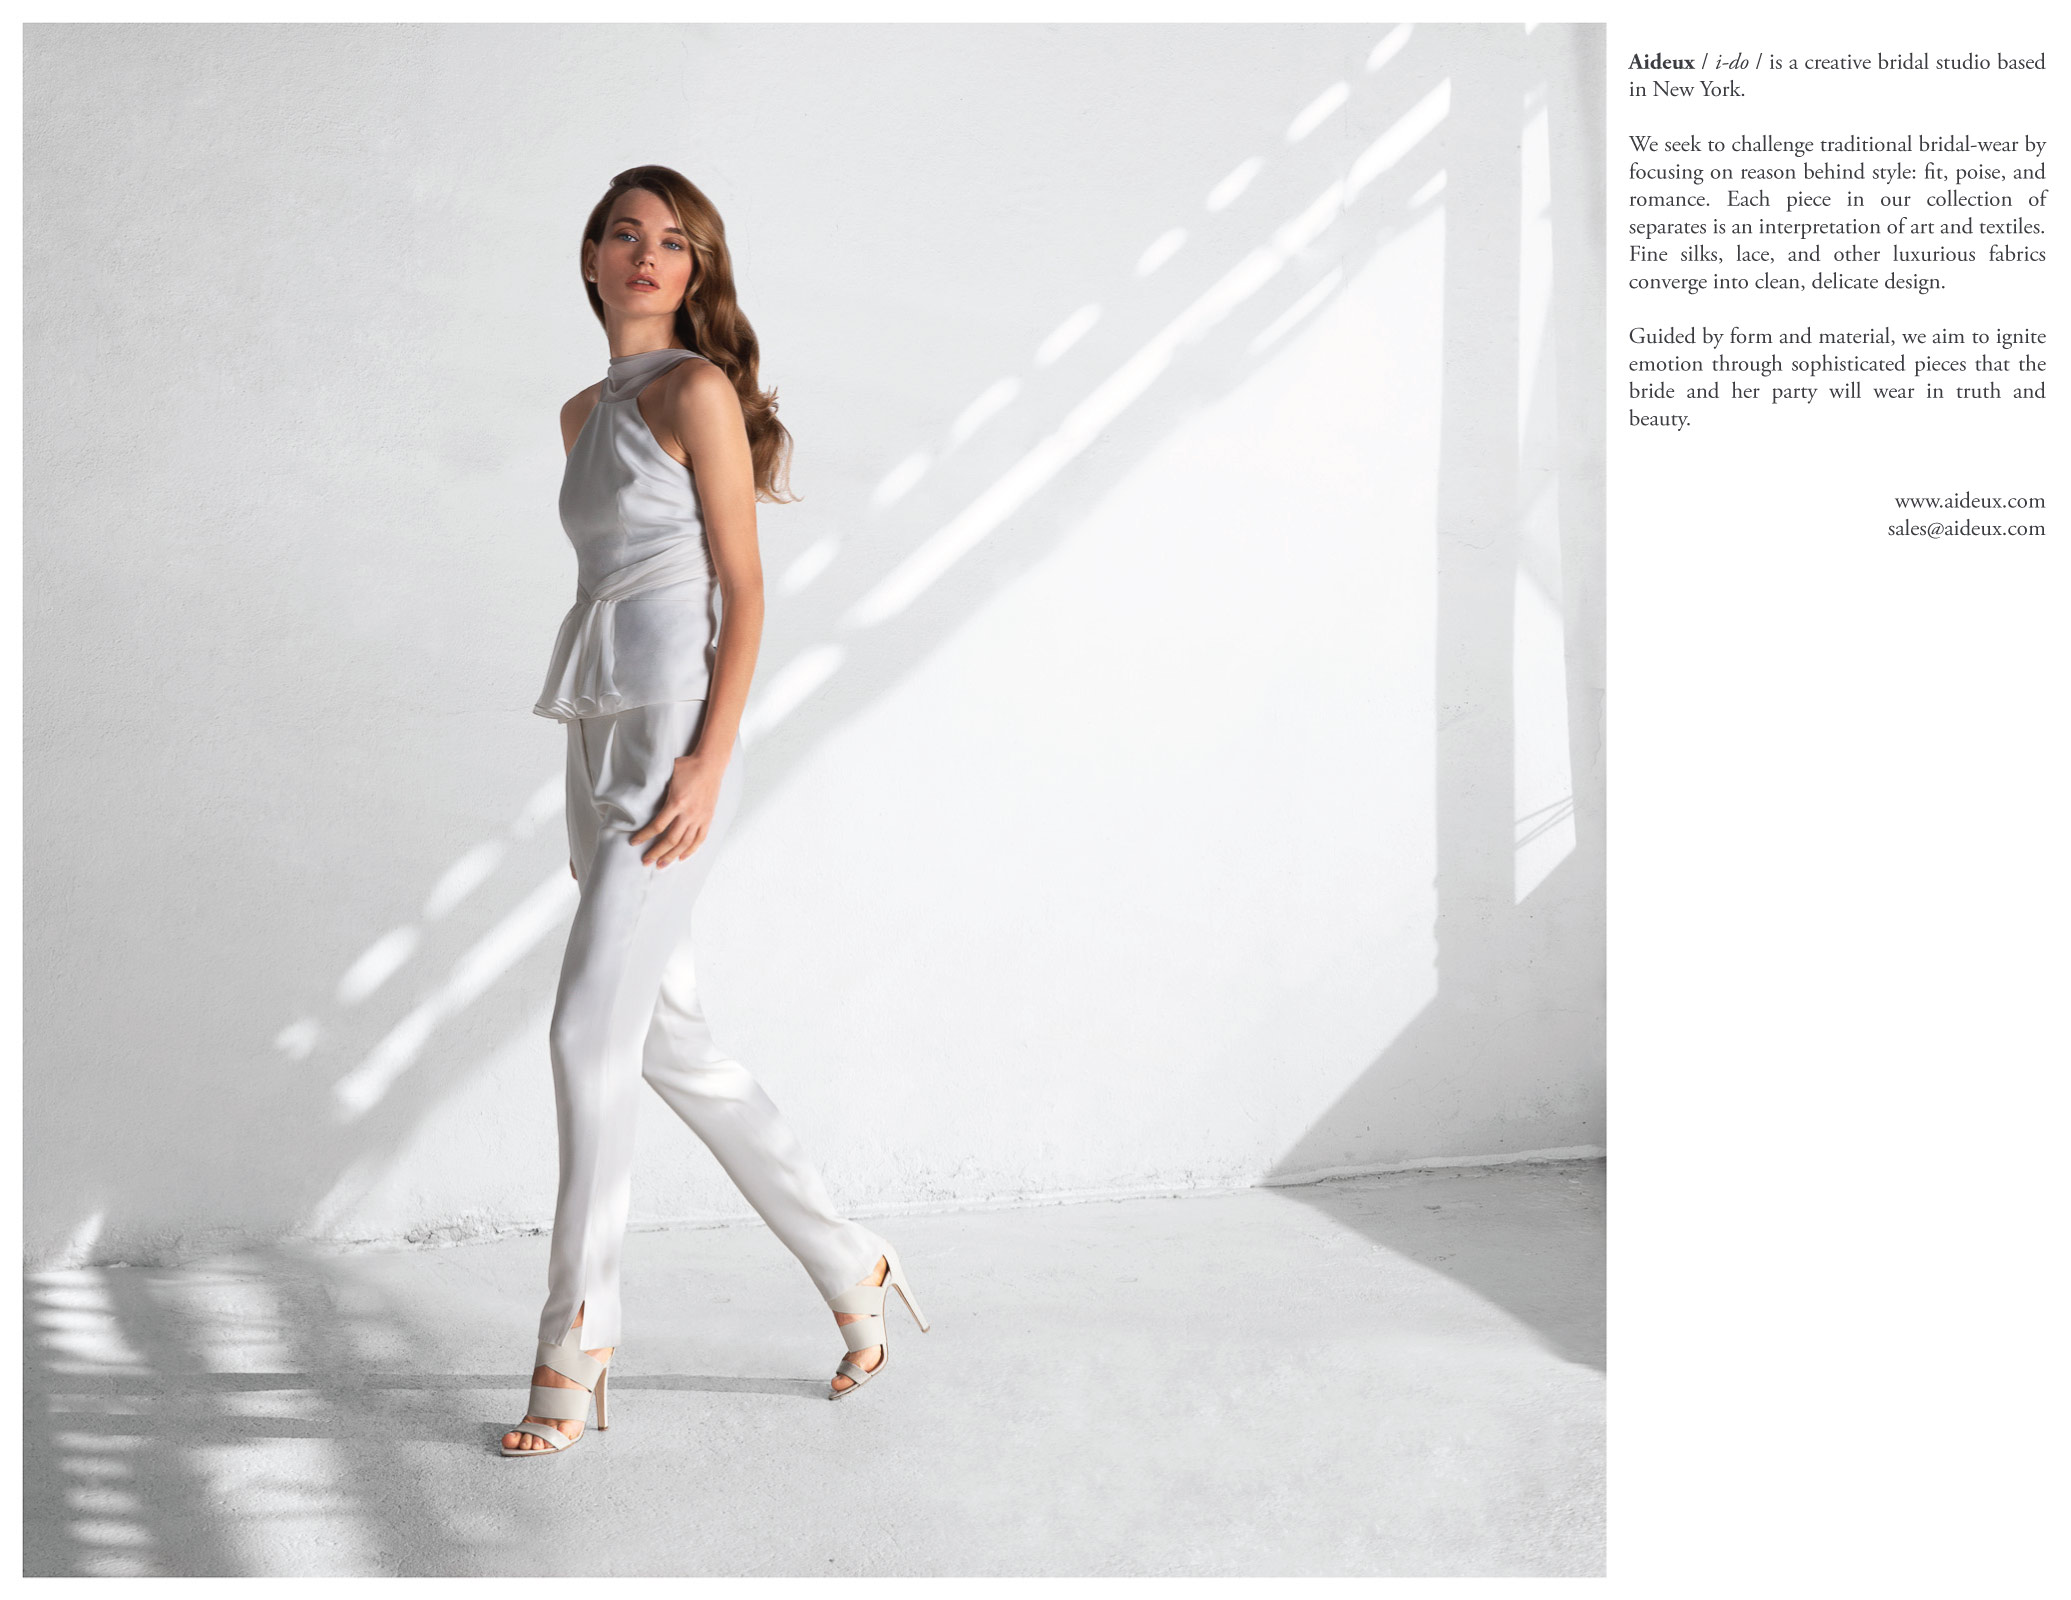 Aideux / i-do / is a creative bridal studio based
in New York.
We seek to challenge traditional bridal-wear by
focusing on reason behind style: fit, poise, and
romance. Each piece in our collection of
separates is an interpretation of art and textiles.
Fine silks, lace, and other luxurious fabrics
converge into clean, delicate design.
Guided by form and material, we aim to ignite
emotion through sophisticated pieces that the
bride and her party will wear in truth and
beauty.
www.aideux.com
sales@aideux.com